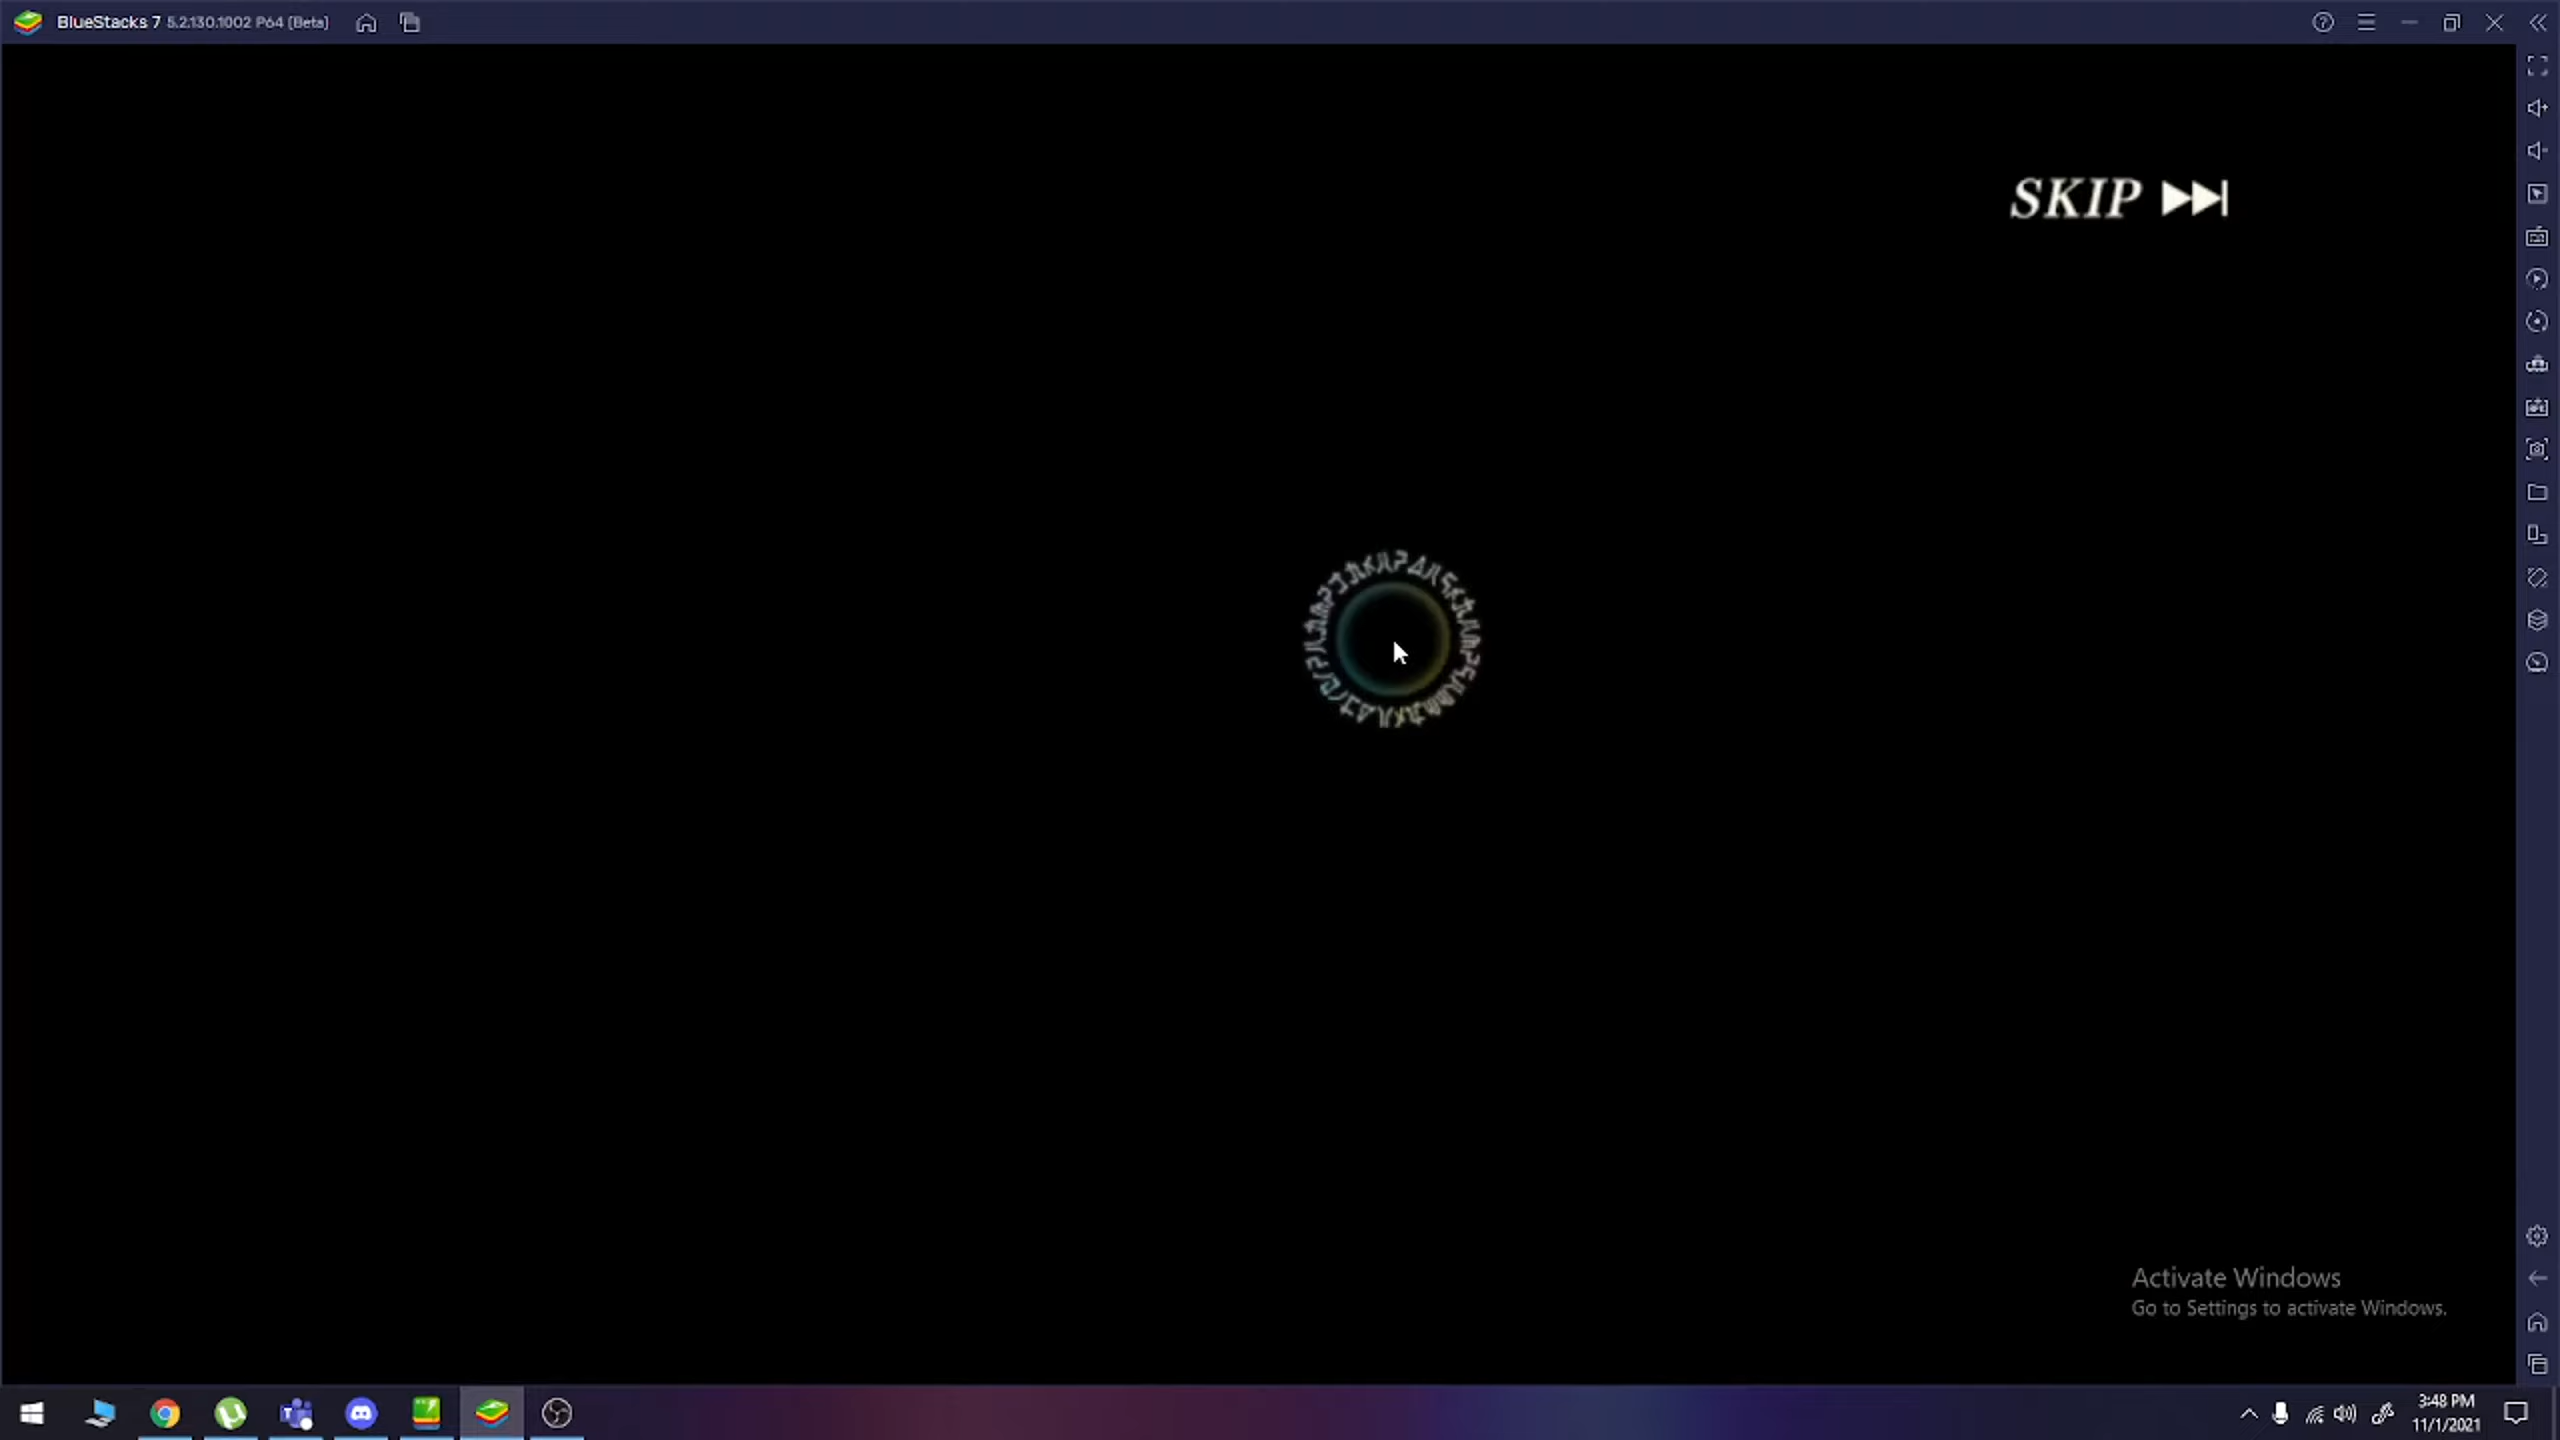 BlueStacks 7 5.2.130.1002 P64 (Beta)
SKIP
Activate Windows
Go to Settings to activate Windows.
3:48 PM
11/1/2021